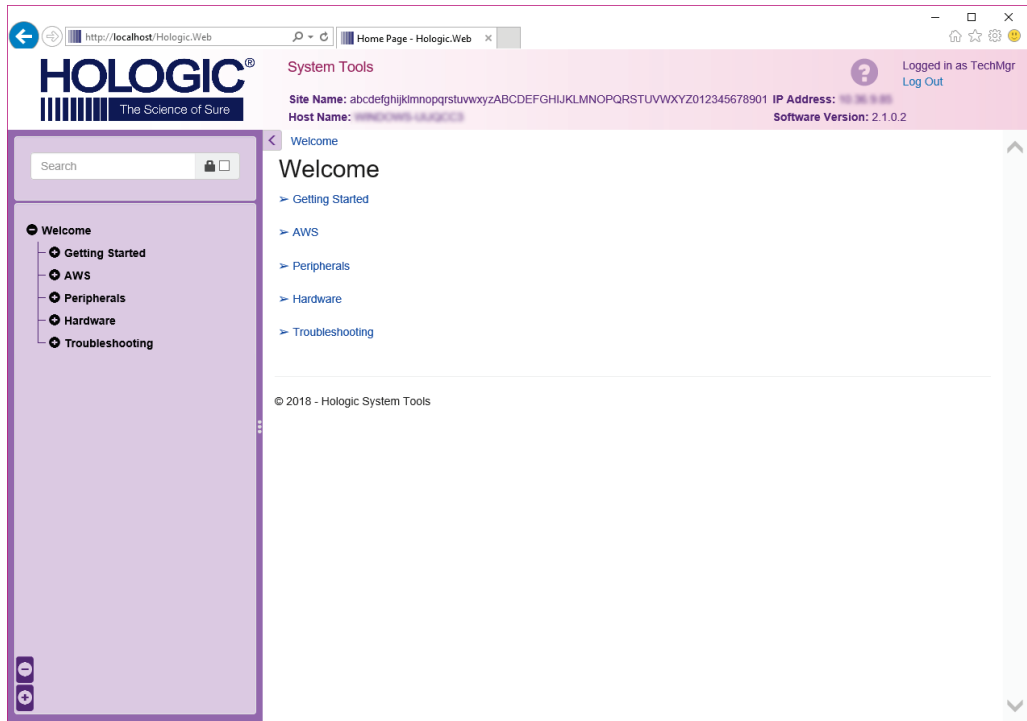 http://localhost/Hologic.Web
Home Page - Hologic.Web
HOLOGIC®
The Science of Sure
System Tools
Logged in as TechMgr
Log Out
Site Name: abcdefghijklmnopqrstuvwxyzABCDEFGHIJKLMNOPQRSTUVWXYZ012345678901 IP Address:
Host Name:
Software Version: 2.1.0.2
Search
Welcome
Getting Started
AWS
Peripherals
Hardware
Troubleshooting
Welcome
Welcome
➢ Getting Started
➢ AWS
➢ Peripherals
➢ Hardware
➢ Troubleshooting
© 2018 - Hologic System Tools